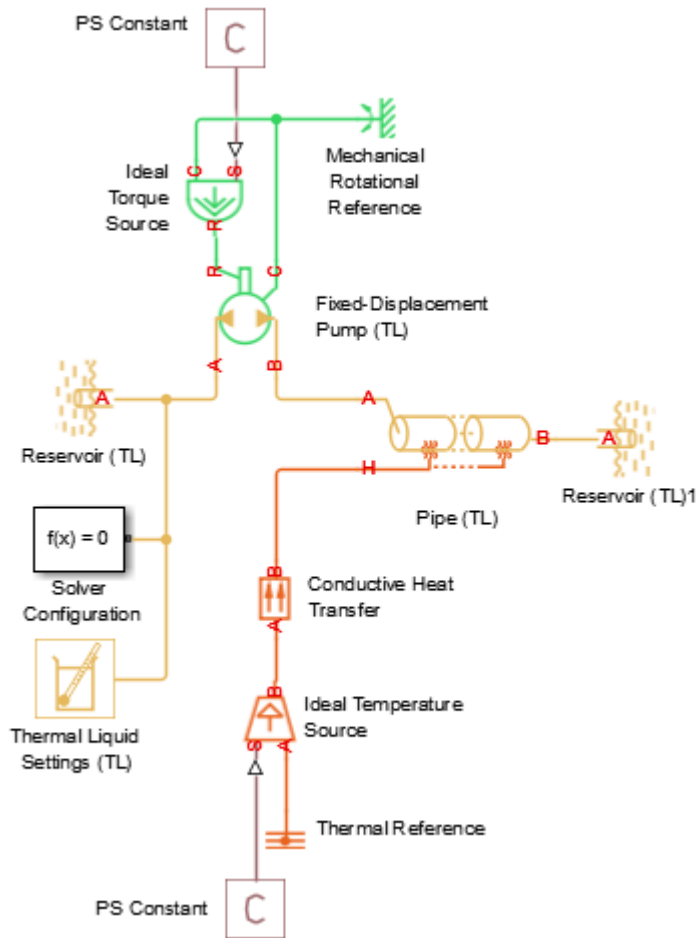 PS Constant
C
Ideal
Torque
Source
C
S
R
Mechanical
Rotational
Reference
R
C
Fixed-Displacement
Pump (TL)
A
B
A
Reservoir (TL)
A
B
A
Reservoir (TL)1
H
Pipe (TL)
f(x) = 0
Solver
Configuration
B
A
Conductive Heat
Transfer
Thermal Liquid
Settings (TL)
B
S
A
Ideal Temperature
Source
Thermal Reference
PS Constant
C